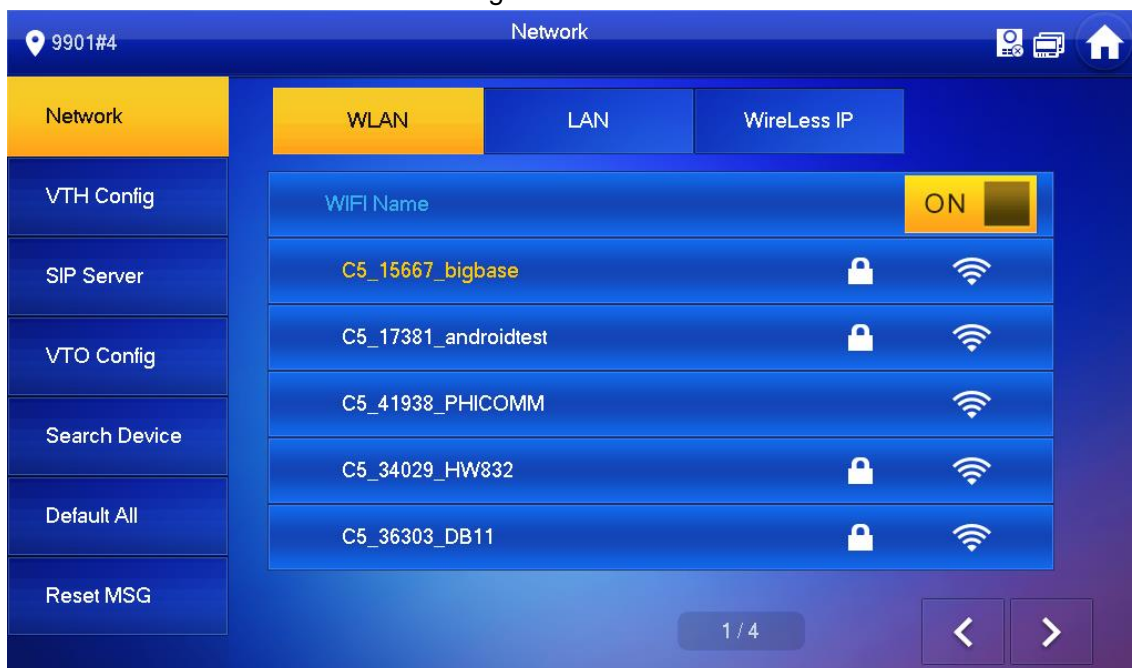 9901#4
Network
Network
WLAN
LAN
WireLess IP
VTH Config
WIFI Name
ON
SIP Server
C5_15667_bigbase
VTO Config
C5_17381_androidtest
C5_41938_PHICOMM
Search Device
C5_34029_HW832
Default All
C5_36303_DB11
Reset MSG
1 / 4